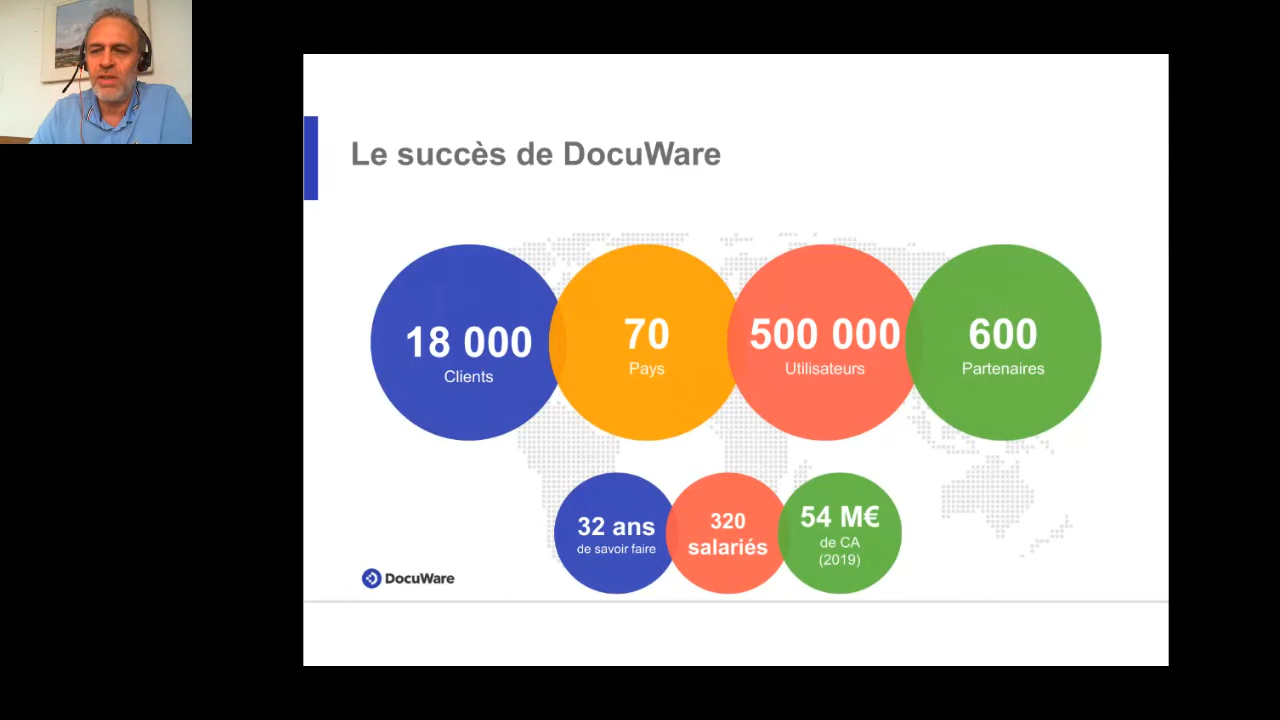 Le succès de DocuWare
18 000
Clients
70
Pays
500 000
Utilisateurs
600
Partenaires
32 ans
de savoir faire
320
salariés
54 M€
de CA
(2019)
DocuWare